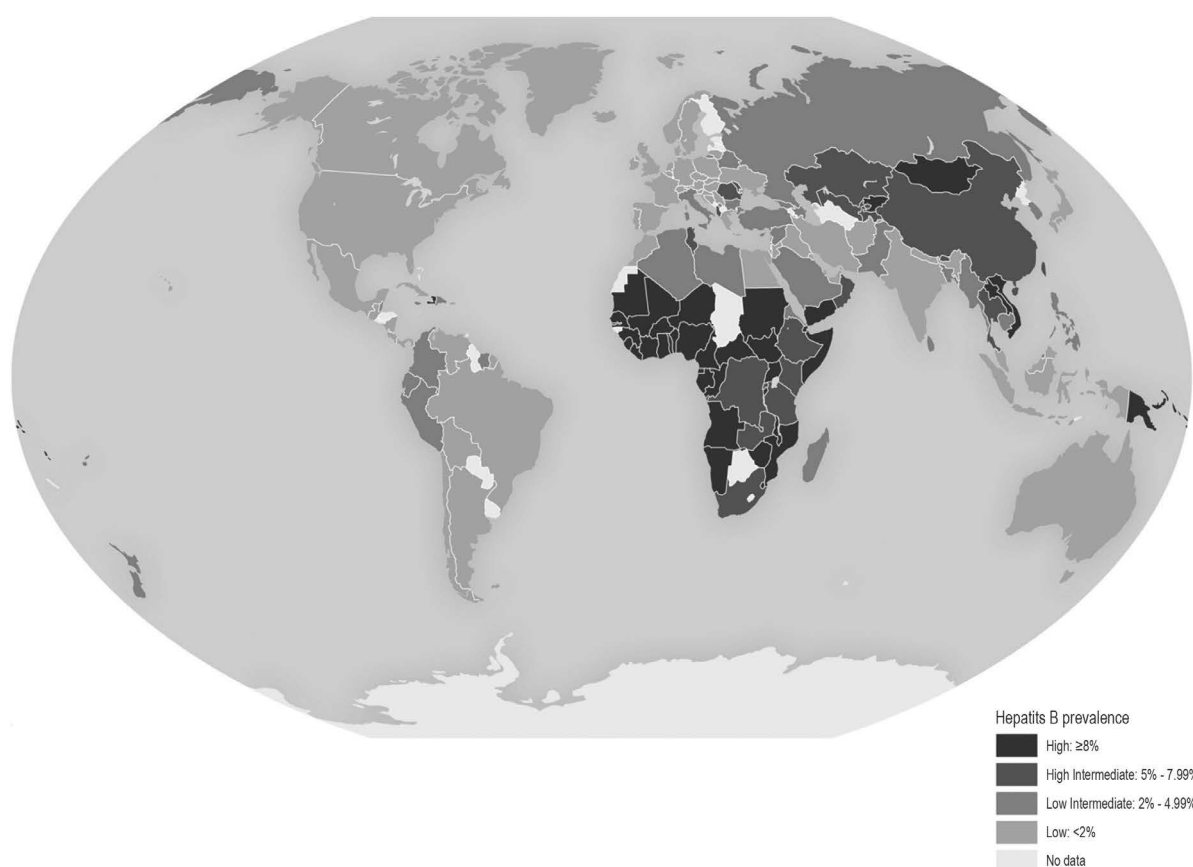 Hepatits B prevalence
High: ≥8%
High Intermediate: 5% - 7.99%
Low Intermediate: 2% - 4.99%
Low: <2%
No data